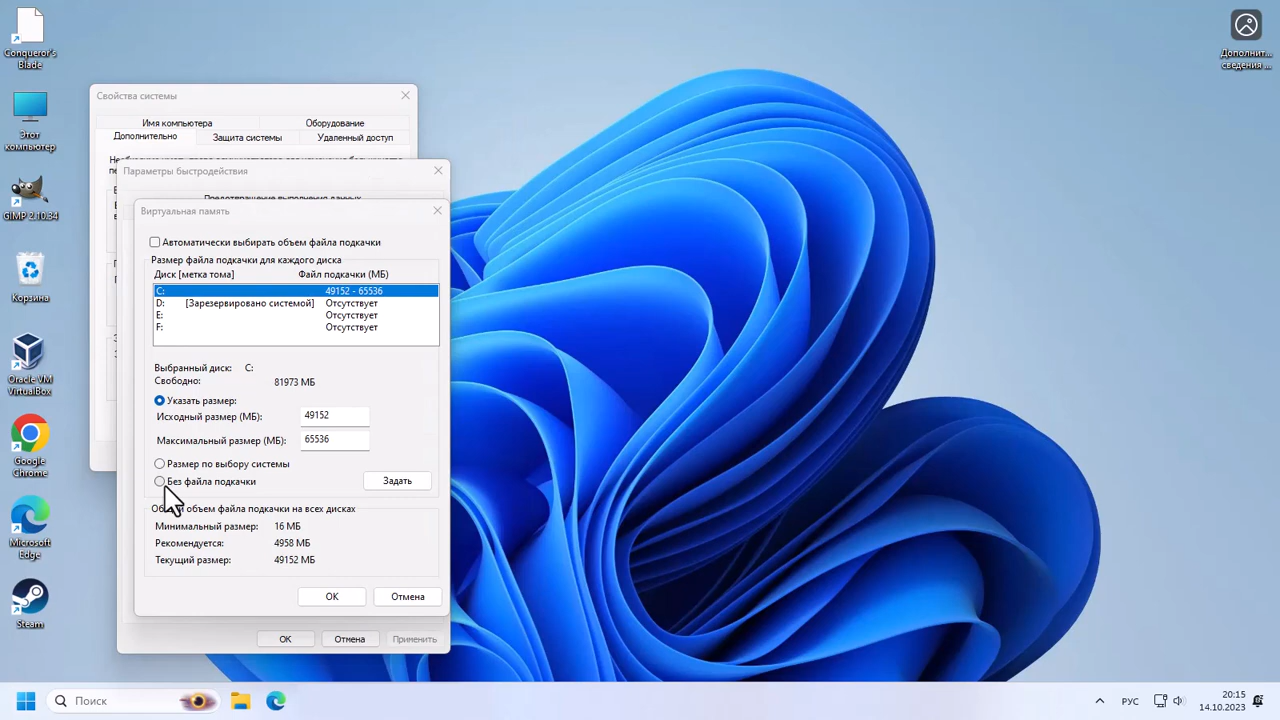 Conqueror's
Blade
Этот
компьютер
GIMP 2.10.34
Корзина
Oracle VM
VirtualBox
Google
Chrome
Microsoft
Edge
Steam
Дополнит...
сведения ...
Свойства системы
Имя компьютера
Оборудование
Дополнительно
Защита системы
Удаленный доступ
Параметры быстродействия
Предотвращение выполнения данных
Виртуальная память
Автоматически выбирать объем файла подкачки
Размер файла подкачки для каждого диска
Диск [метка тома] Файл подкачки (МБ)
C: 49152 - 65536
D: [Зарезервировано системой] Отсутствует
E: Отсутствует
F: Отсутствует
Выбранный диск: C:
Свободно: 81973 МБ
Указать размер:
Исходный размер (МБ): 49152
Максимальный размер (МБ): 65536
Размер по выбору системы
Без файла подкачки
Задать
объем файла подкачки на всех дисках
Минимальный размер: 16 МБ
Рекомендуется: 4958 МБ
Текущий размер: 49152 МБ
ОК
Отмена
ОК
Отмена
Применить
Поиск
РУС
20:15
14.10.2023